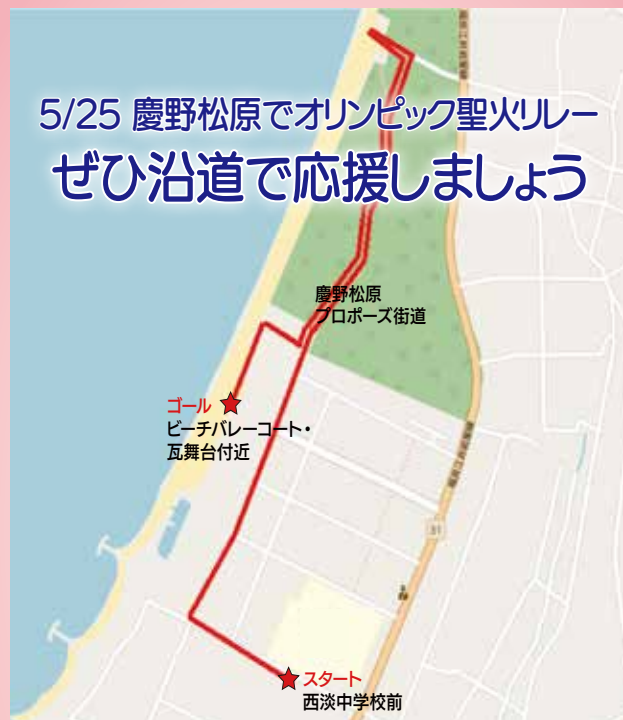 5/25 慶野松原でオリンピック聖火リレー
ぜひ沿道で応援しましょう
慶野松原
プロポーズ街道
ゴール
ビーチバレーコート・
瓦舞台付近
31
スタート
西淡中学校前